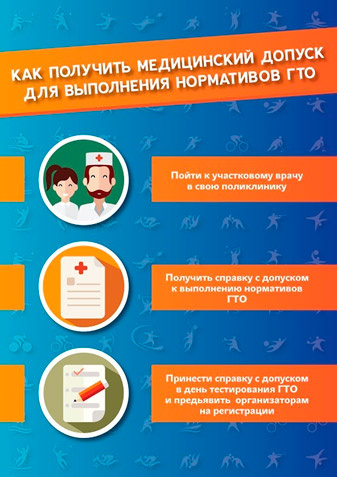 КАК ПОЛУЧИТЬ МЕДИЦИНСКИЙ ДОПУСК
ДЛЯ ВЫПОЛНЕНИЯ НОРМАТИВОВ ГТО
Пойти к участковому врачу
в свою поликлинику
Получить справку с допуском
к выполнению нормативов
ГТО
Принести справку с допуском
в день тестирования ГТО
и предъявить организаторам
на регистрации